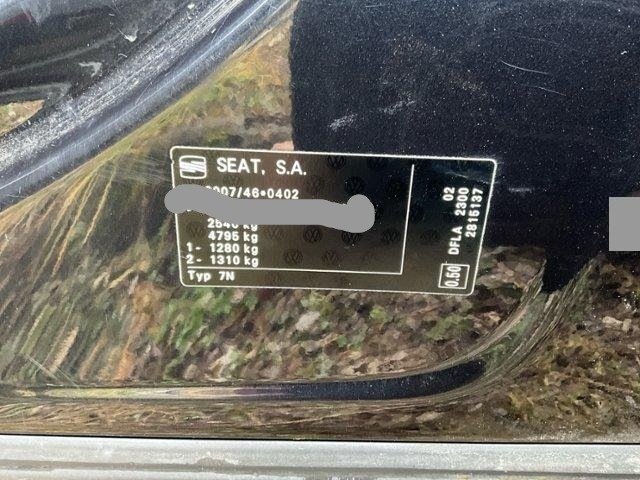 SEAT, S.A.
2007/46*0402
2540 kg
4795 kg
1- 1280 kg
2- 1310 kg
Typ 7N
02
DFLA 2300
2815137
0.50